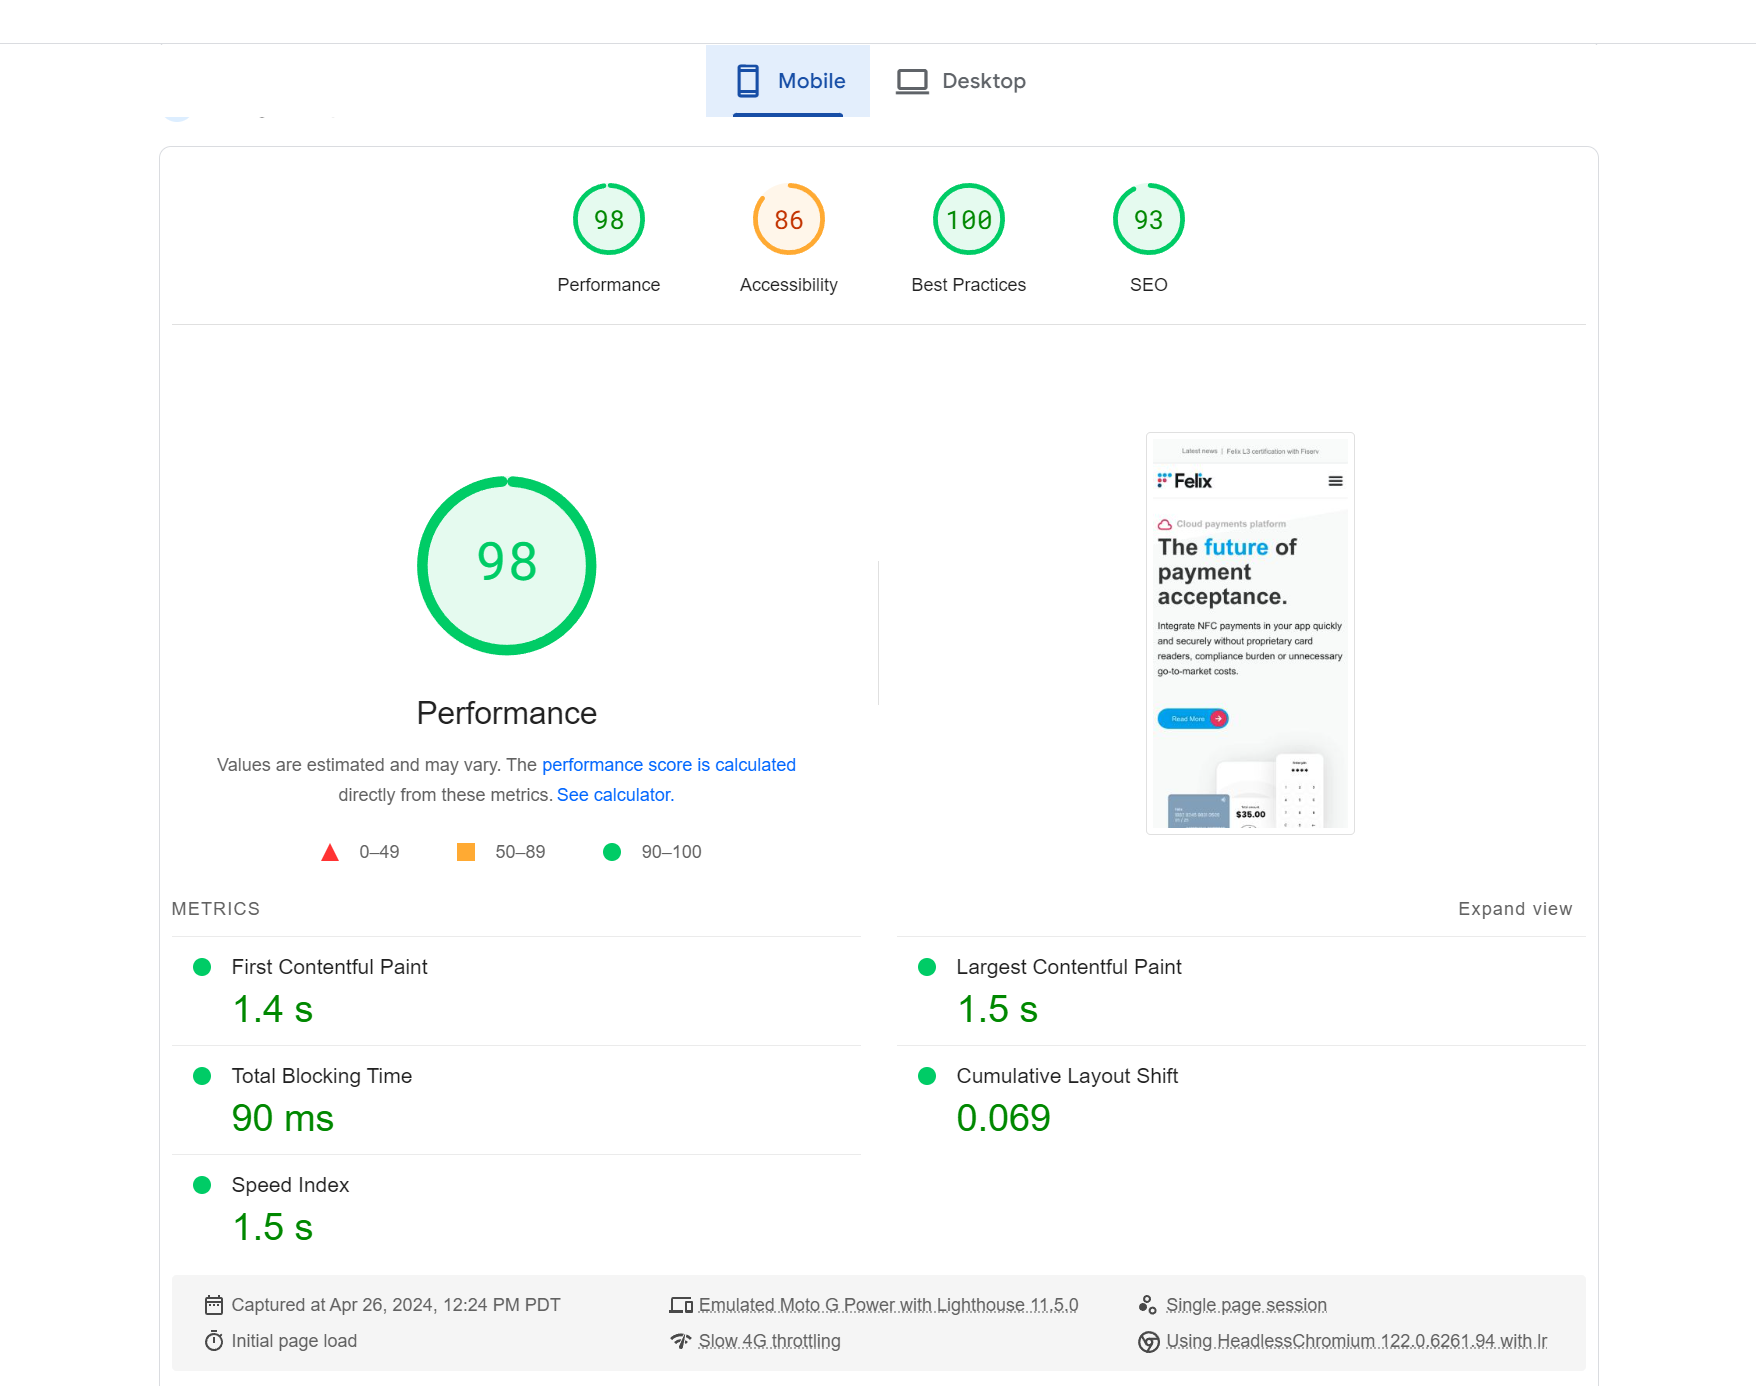 Mobile
Desktop
98
86
100
93
Performance
Accessibility
Best Practices
SEO
98
Performance
Values are estimated and may vary. The performance score is calculated
directly from these metrics. See calculator.
0–49
50–89
90–100
Latest news | Felix L3 certification with Fiserv
Felix
Cloud payments platform
The future of
payment
acceptance.
Integrate NFC payments in your app quickly
and securely without proprietary card
readers, compliance burden or unnecessary
go-to-market costs.
Read More
$35.00
METRICS
Expand view
First Contentful Paint
1.4 s
Largest Contentful Paint
1.5 s
Total Blocking Time
90 ms
Cumulative Layout Shift
0.069
Speed Index
1.5 s
Captured at Apr 26, 2024, 12:24 PM PDT
Emulated Moto G Power with Lighthouse 11.5.0
Single page session
Initial page load
Slow 4G throttling
Using HeadlessChromium 122.0.6261.94 with lr